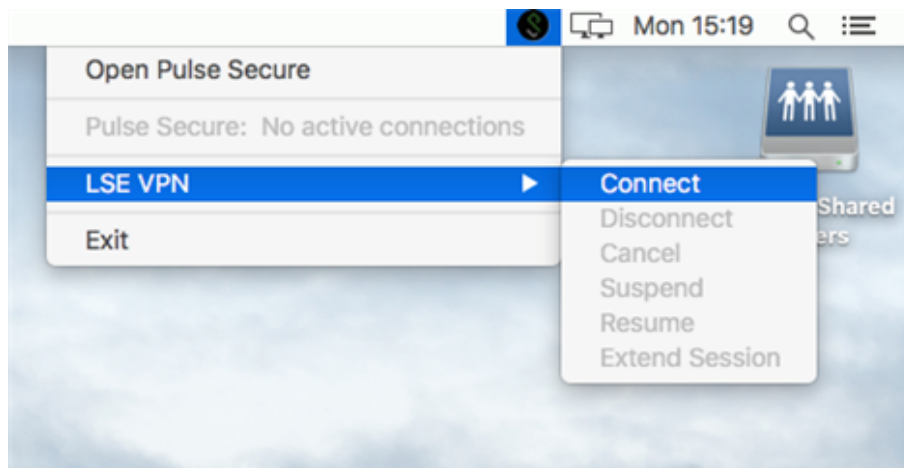 Mon 15:19
Open Pulse Secure
Pulse Secure: No active connections
LSE VPN
Connect
Disconnect
Cancel
Suspend
Resume
Extend Session
Exit
Shared